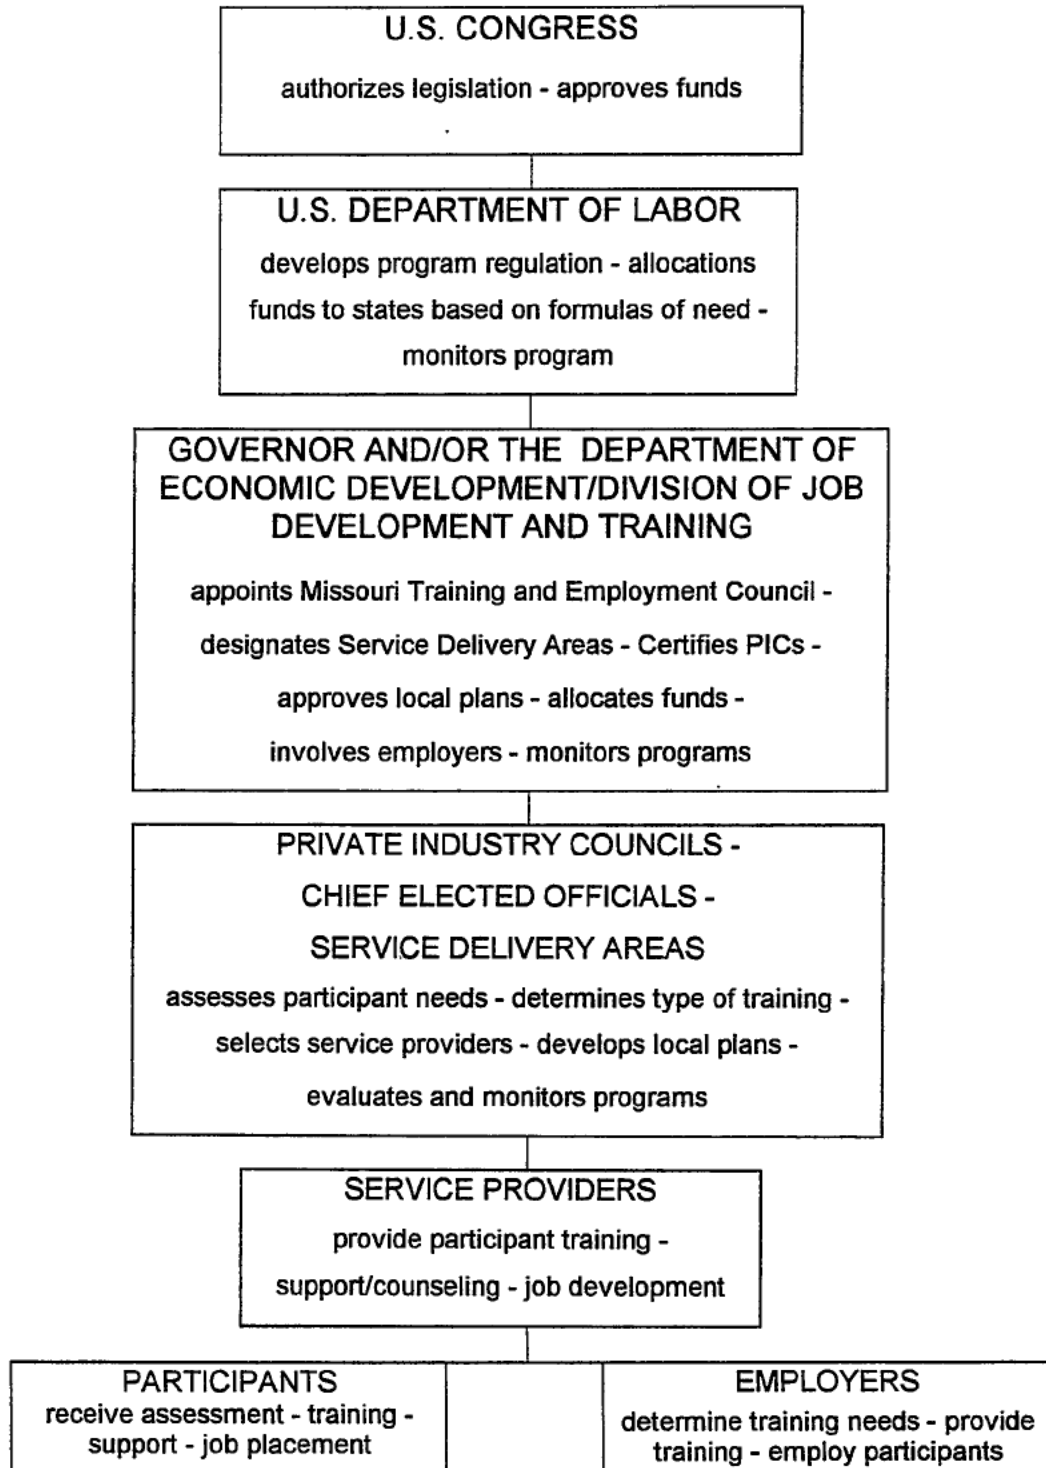 U.S. CONGRESS
authorizes legislation - approves funds
U.S. DEPARTMENT OF LABOR
develops program regulation - allocations
funds to states based on formulas of need -
monitors program
GOVERNOR AND/OR THE DEPARTMENT OF
ECONOMIC DEVELOPMENT/DIVISION OF JOB
DEVELOPMENT AND TRAINING
appoints Missouri Training and Employment Council -
designates Service Delivery Areas - Certifies PICs -
approves local plans - allocates funds -
involves employers - monitors programs
PRIVATE INDUSTRY COUNCILS -
CHIEF ELECTED OFFICIALS -
SERVICE DELIVERY AREAS
assesses participant needs - determines type of training -
selects service providers - develops local plans -
evaluates and monitors programs
SERVICE PROVIDERS
provide participant training -
support/counseling - job development
PARTICIPANTS
receive assessment - training -
support - job placement
EMPLOYERS
determine training needs - provide
training - employ participants